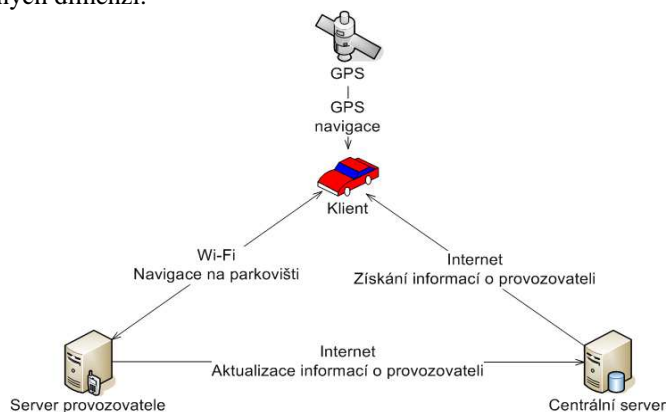 GPS
GPS
navigace
Klient
Wi-Fi
Navigace na parkovišti
Internet
Získání informací o provozovateli
Internet
Aktualizace informací o provozovateli
Server provozovatele
Centrální server